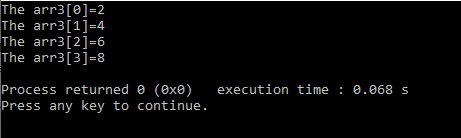 The arr3[0]=2
The arr3[1]=4
The arr3[2]=6
The arr3[3]=8
Process returned 0 (0x0)   execution time : 0.068 s
Press any key to continue.